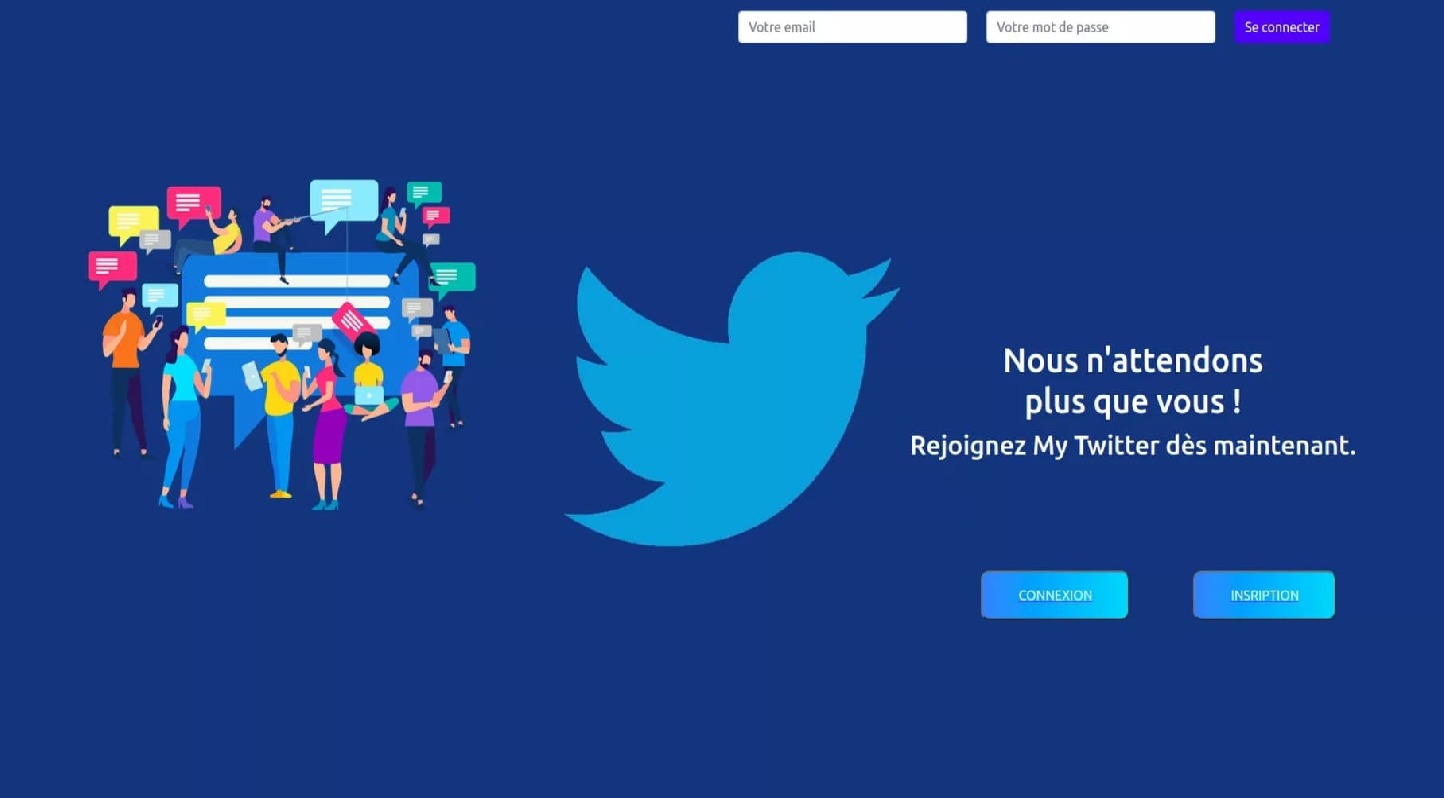 Votre email
Votre mot de passe
Se connecter
Nous n'attendons
plus que vous !
Rejoignez My Twitter dès maintenant.
CONNEXION
INSRIPTION